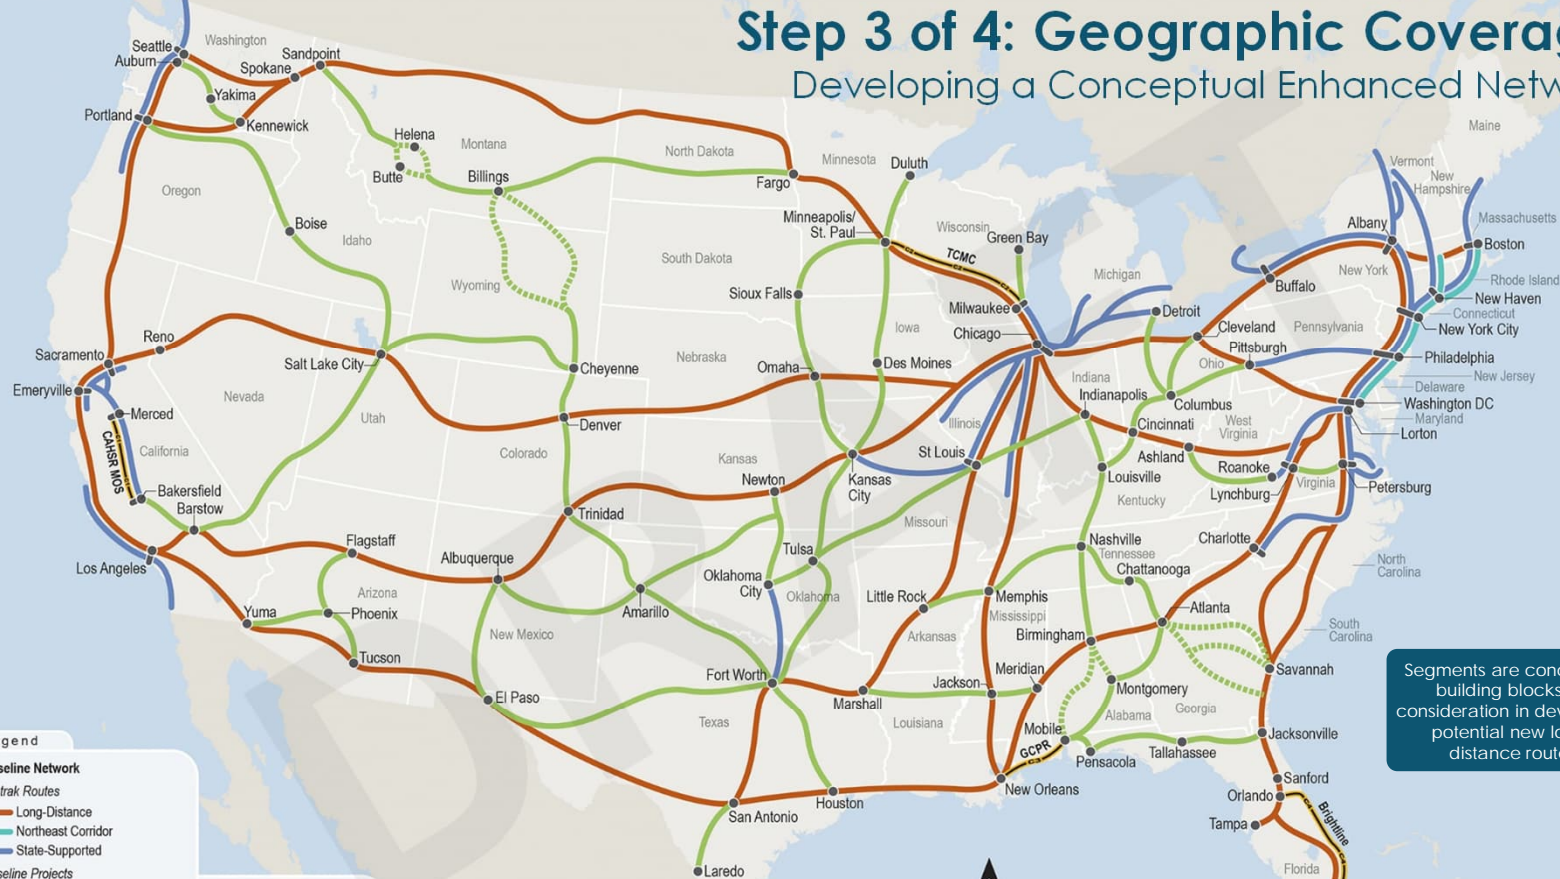 Step 3 of 4: Geographic Covera
Developing a Conceptual Enhanced Netw
DRAFT
Seattle
Auburn
Washington
Sandpoint
Spokane
Yakima
Portland
Kennewick
Helena
Montana
Butte
Billings
North Dakota
Fargo
Minnesota
Duluth
Maine
Vermont
New
Hampshire
Oregon
Boise
Idaho
Minneapolis/
St. Paul
Wisconsin
Green Bay
TCMC
Albany
Massachusetts
Boston
South Dakota
Wyoming
Sioux Falls
Michigan
New York
Buffalo
Rhode Island
New Haven
Connecticut
New York City
Milwaukee
Chicago
Detroit
Cleveland
Pennsylvania
Pittsburgh
Philadelphia
New Jersey
Reno
Sacramento
Salt Lake City
Cheyenne
Nebraska
Iowa
Omaha
Des Moines
Indiana
Ohio
Delaware
Washington DC
Maryland
Lorton
Emeryville
Nevada
Merced
Utah
Denver
Illinois
Indianapolis
Columbus
Cincinnati
West
Virginia
California
CAHSR MOS
Colorado
Kansas
St Louis
Ashland
Roanoke
Virginia
Newton
Kansas
City
Louisville
Kentucky
Lynchburg
Petersburg
Bakersfield
Barstow
Trinidad
Missouri
Flagstaff
Albuquerque
Tulsa
Nashville
Tennessee
Chattanooga
Charlotte
North
Carolina
Los Angeles
Arizona
Amarillo
Oklahoma
City
Oklahoma
Little Rock
Memphis
Mississippi
Atlanta
Yuma
Phoenix
New Mexico
Arkansas
Birmingham
South
Carolina
Tucson
Fort Worth
Meridian
Jackson
Savannah
Segments are conc
building blocks
consideration in dev
potential new lo
distance rout
El Paso
Marshall
Montgomery
Texas
Louisiana
Alabama
Georgia
Mobile
GCPR
Pensacola
Tallahassee
Jacksonville
gend
seline Network
trak Routes
Long-Distance
Northeast Corridor
State-Supported
seline Projects
San Antonio
Houston
New Orleans
Sanford
Orlando
Tampa
Brightline
Laredo
Florida